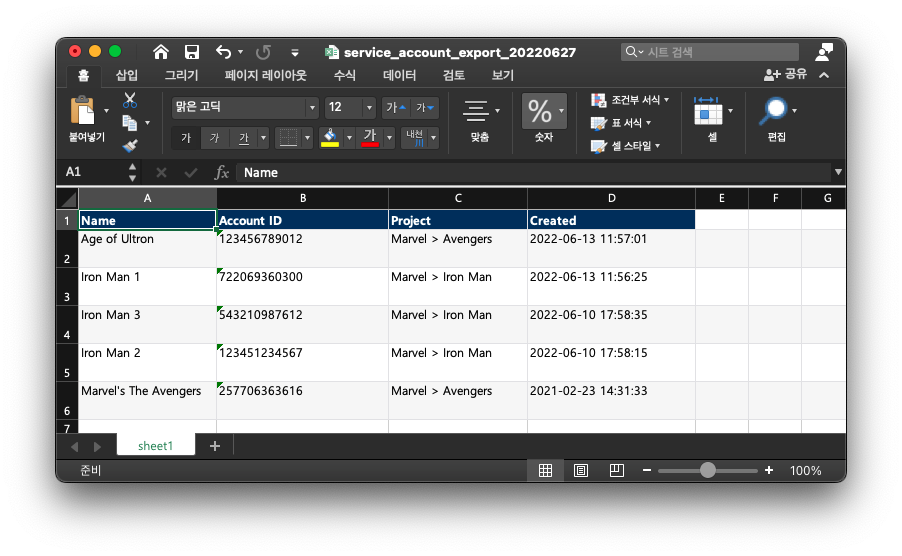 service_account_export_20220627
시트 검색
홈 삽입 그리기 페이지 레이아웃 수식 데이터 검토 보기 공유
붙여넣기
맑은 고딕 12 가 가
가 가 가 가 내천 川
맞춤
% 숫자
조건부 서식
표 서식
셀 스타일
셀
편집
A1 fx Name
A B C D E F G
1 Name Account ID Project Created
2 Age of Ultron 123456789012 Marvel > Avengers 2022-06-13 11:57:01
3 Iron Man 1 722069360300 Marvel > Iron Man 2022-06-13 11:56:25
4 Iron Man 3 543210987612 Marvel > Iron Man 2022-06-10 17:58:35
5 Iron Man 2 123451234567 Marvel > Iron Man 2022-06-10 17:58:15
6 Marvel's The Avengers 257706363616 Marvel > Avengers 2021-02-23 14:31:33
7
sheet1 +
준비 100%